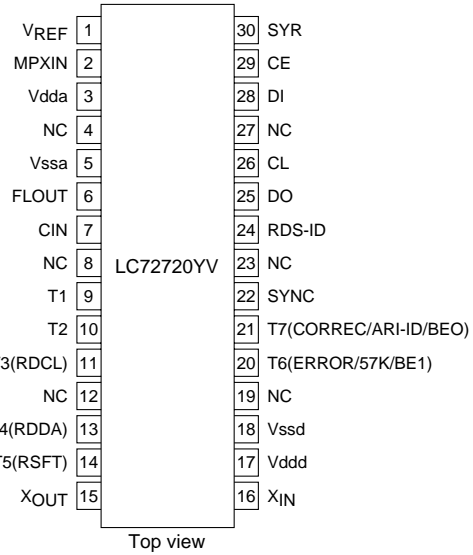 VREF 1 30 SYR
MPXIN 2 29 CE
Vdda 3 28 DI
NC 4 27 NC
Vssa 5 26 CL
FLOUT 6 25 DO
CIN 7 24 RDS-ID
NC 8 LC72720YV 23 NC
T1 9 22 SYNC
T2 10 21 T7(CORREC/ARI-ID/BEO)
3(RDCL) 11 20 T6(ERROR/57K/BE1)
NC 12 19 NC
4(RDDA) 13 18 Vssd
5(RSFT) 14 17 Vddd
XOUT 15 16 XIN
Top view